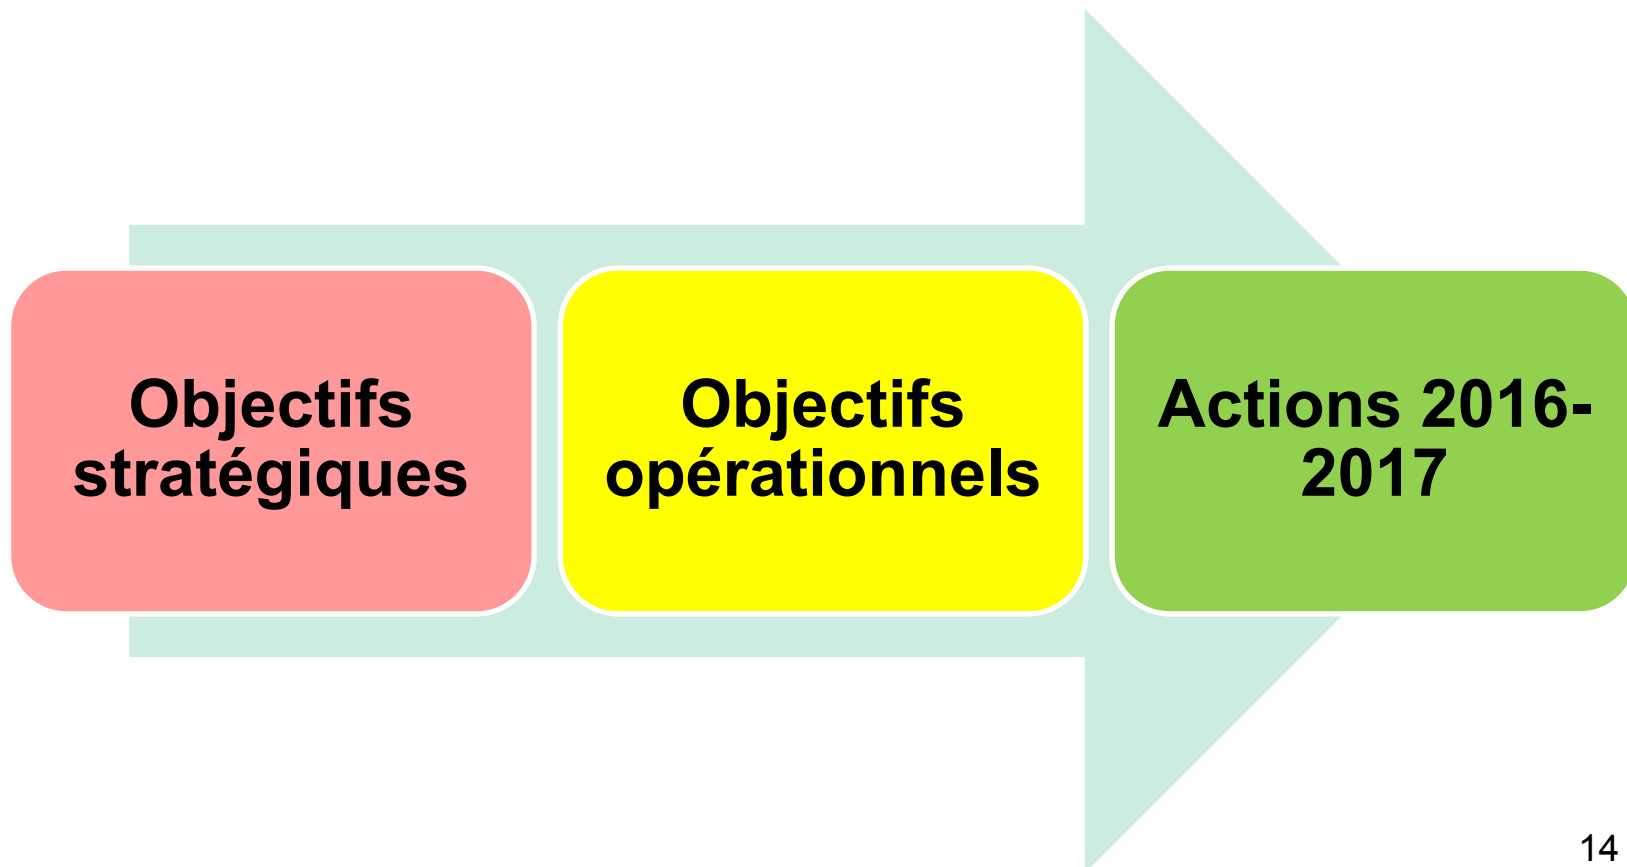 Objectifs
stratégiques
Objectifs
opérationnels
Actions 2016-
2017
14